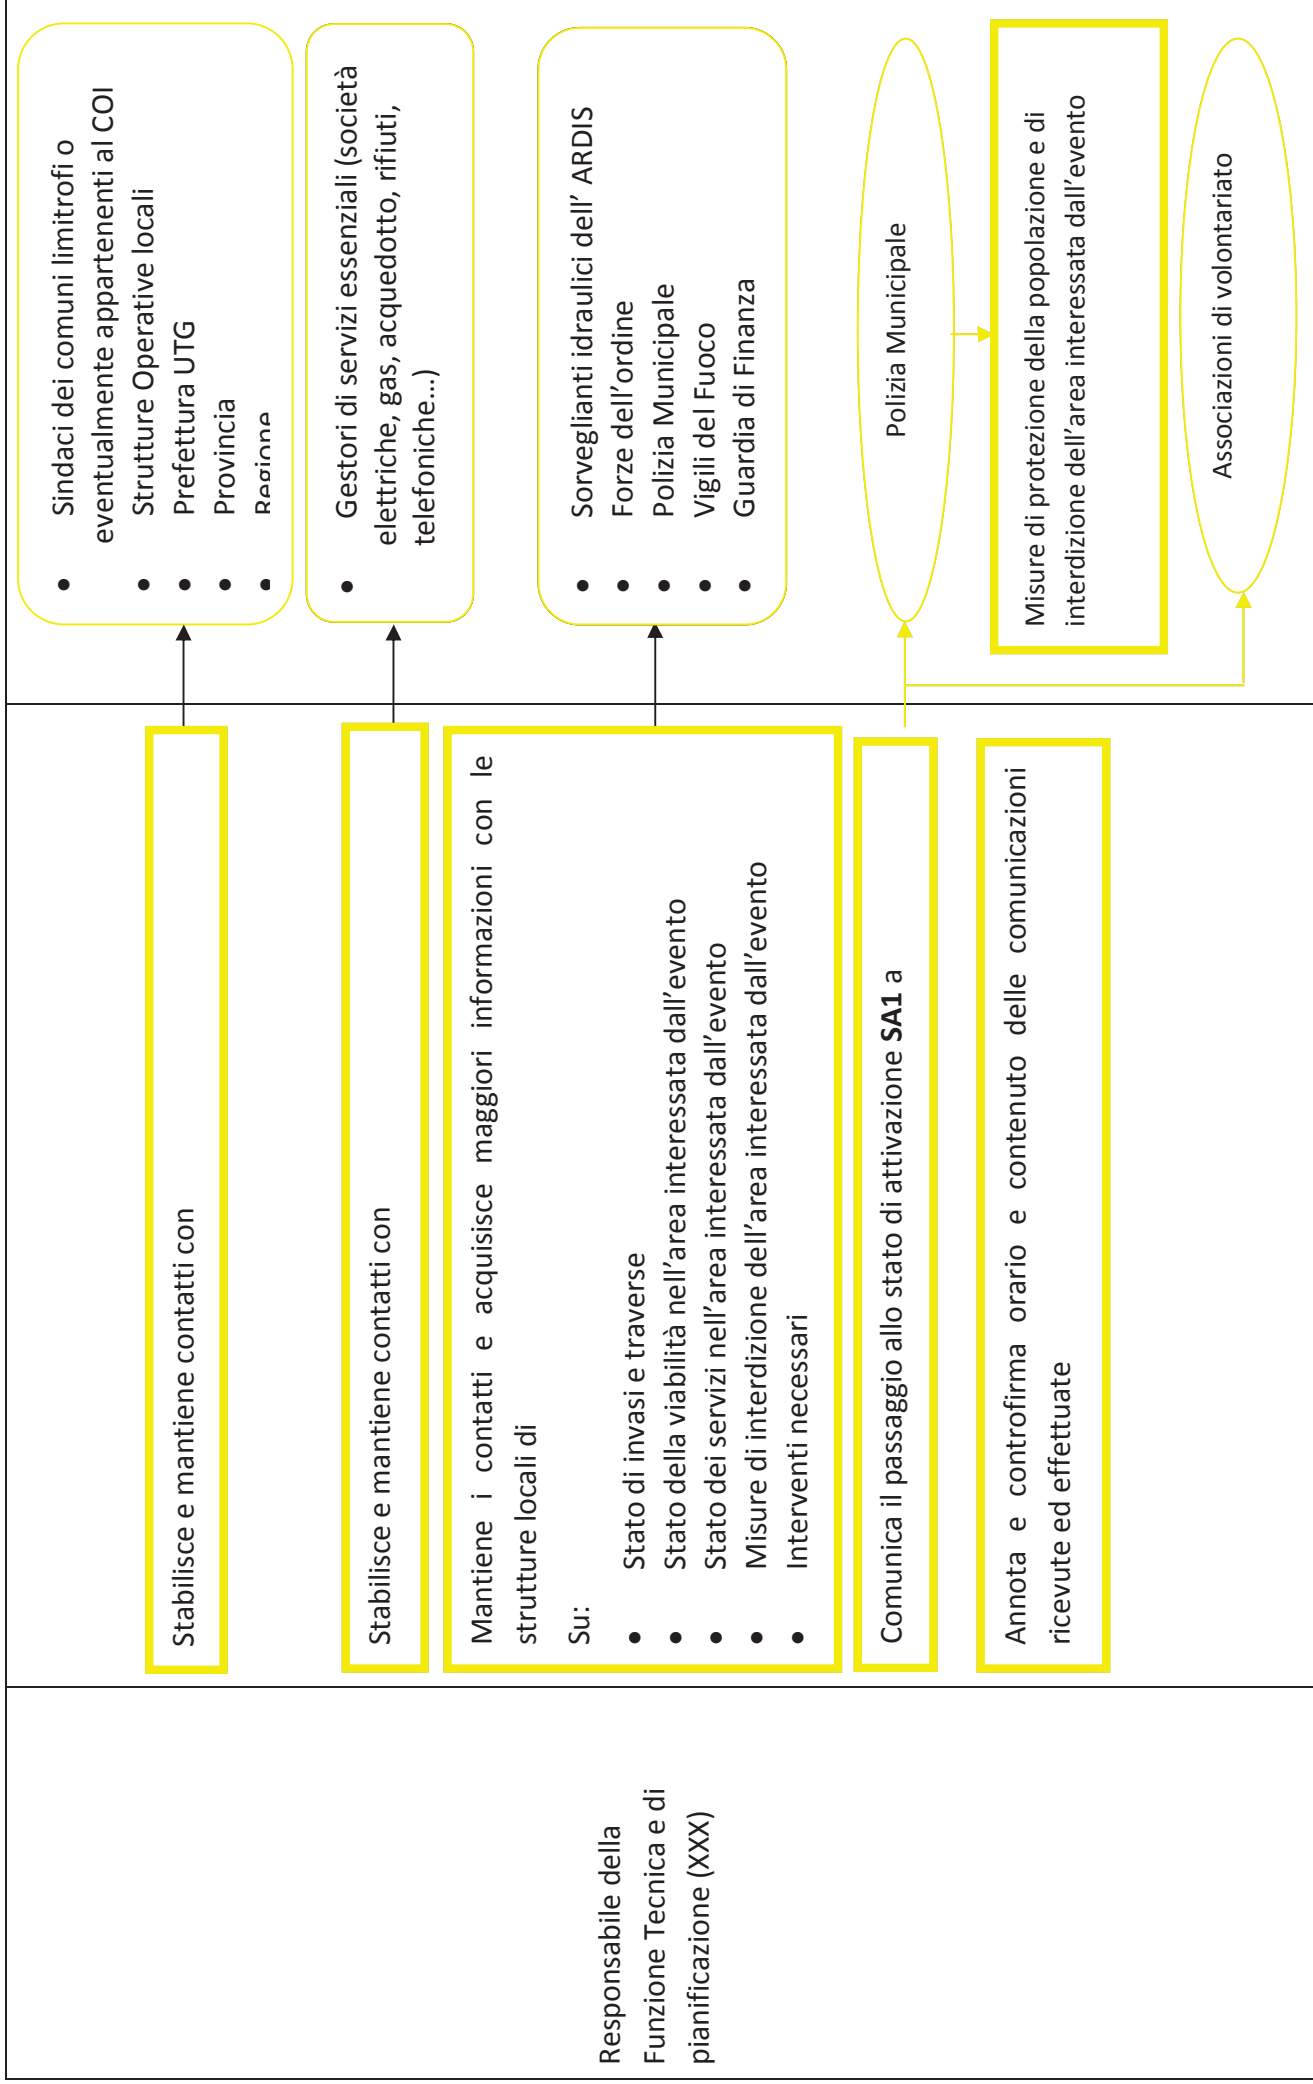 Responsabile della
Funzione Tecnica e di
pianificazione (XXX)
Stabilisce e mantiene contatti con
• Sindaci dei comuni limitrofi o
eventualmente appartenenti al COI
• Strutture Operative locali
• Prefettura UTG
• Provincia
• Regione
Stabilisce e mantiene contatti con
• Gestori di servizi essenziali (società
elettriche, gas, acquedotto, rifiuti,
telefoniche…)
Mantiene i contatti e acquisisce maggiori informazioni con le
strutture locali di
Su:
• Stato di invasi e traverse
• Stato della viabilità nell’area interessata dall’evento
• Stato dei servizi nell’area interessata dall’evento
• Misure di interdizione dell’area interessata dall’evento
• Interventi necessari
• Sorveglianti idraulici dell’ ARDIS
• Forze dell’ordine
• Polizia Municipale
• Vigili del Fuoco
• Guardia di Finanza
Comunica il passaggio allo stato di attivazione SA1 a
Polizia Municipale
Misure di protezione della popolazione e di
interdizione dell’area interessata dall’evento
Associazioni di volontariato
Annota e controfirma orario e contenuto delle comunicazioni
ricevute ed effettuate